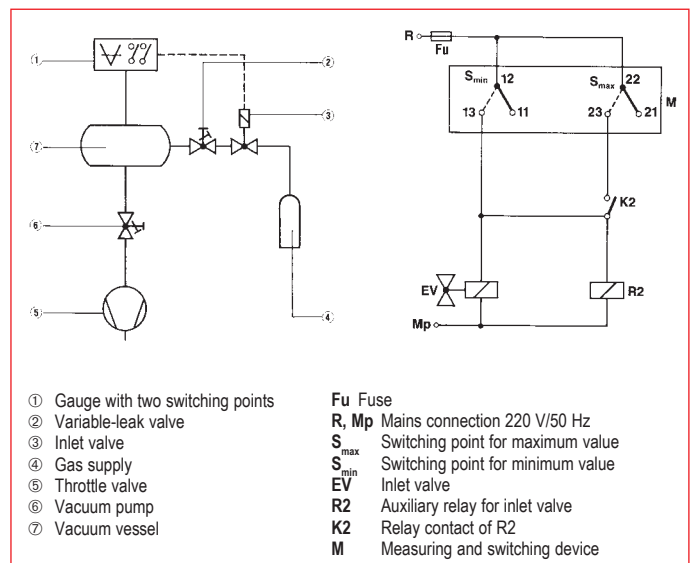 ①
②
③
⑦
⑥
⑤
④
R
Fu
S min 12
S max 22
M
13 11
23 21
K2
EV
R2
Mp
① Gauge with two switching points
② Variable-leak valve
③ Inlet valve
④ Gas supply
⑤ Throttle valve
⑥ Vacuum pump
⑦ Vacuum vessel
Fu Fuse
R, Mp Mains connection 220 V/50 Hz
S max Switching point for maximum value
S min Switching point for minimum value
EV Inlet valve
R2 Auxiliary relay for inlet valve
K2 Relay contact of R2
M Measuring and switching device